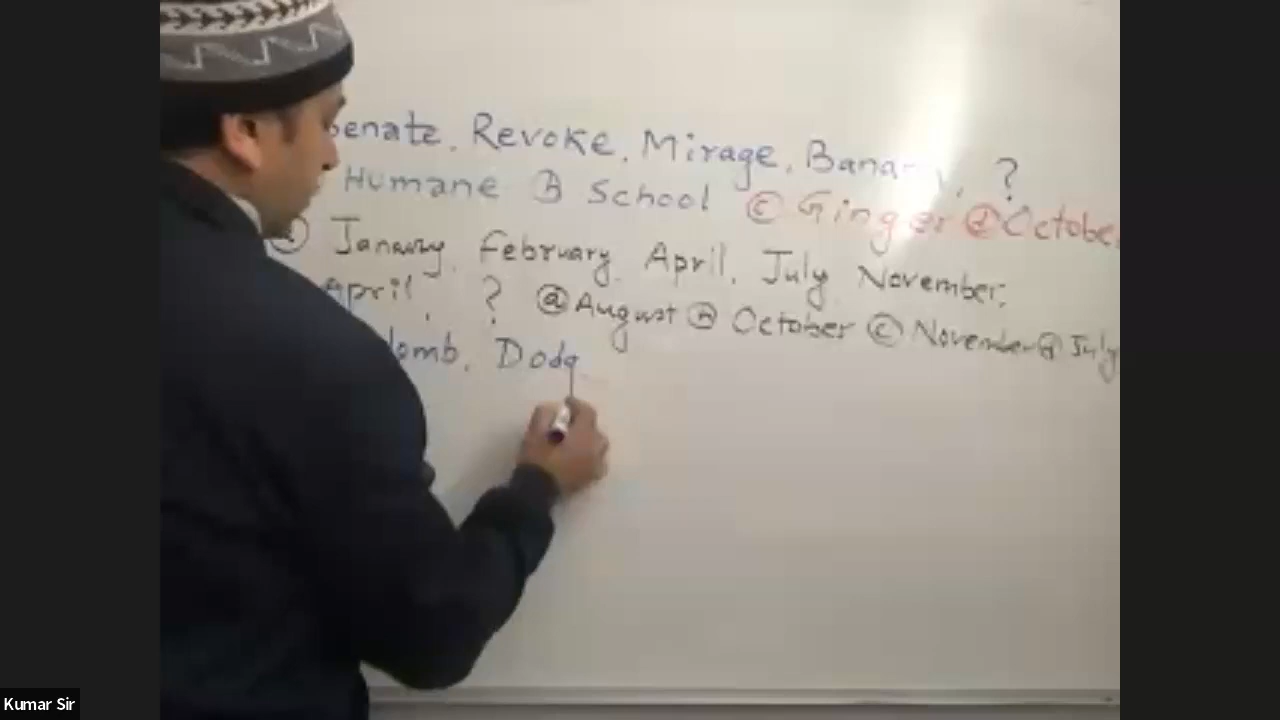 Senate, Revoke, Mirage, Banary, ?
Humane ⓑ School ⓒ Ginger ⓓ October
January, February, April, July, November,
April, ? ⓐ August ⓑ October ⓒ November ⓓ July
lomb, Dodg
Kumar Sir